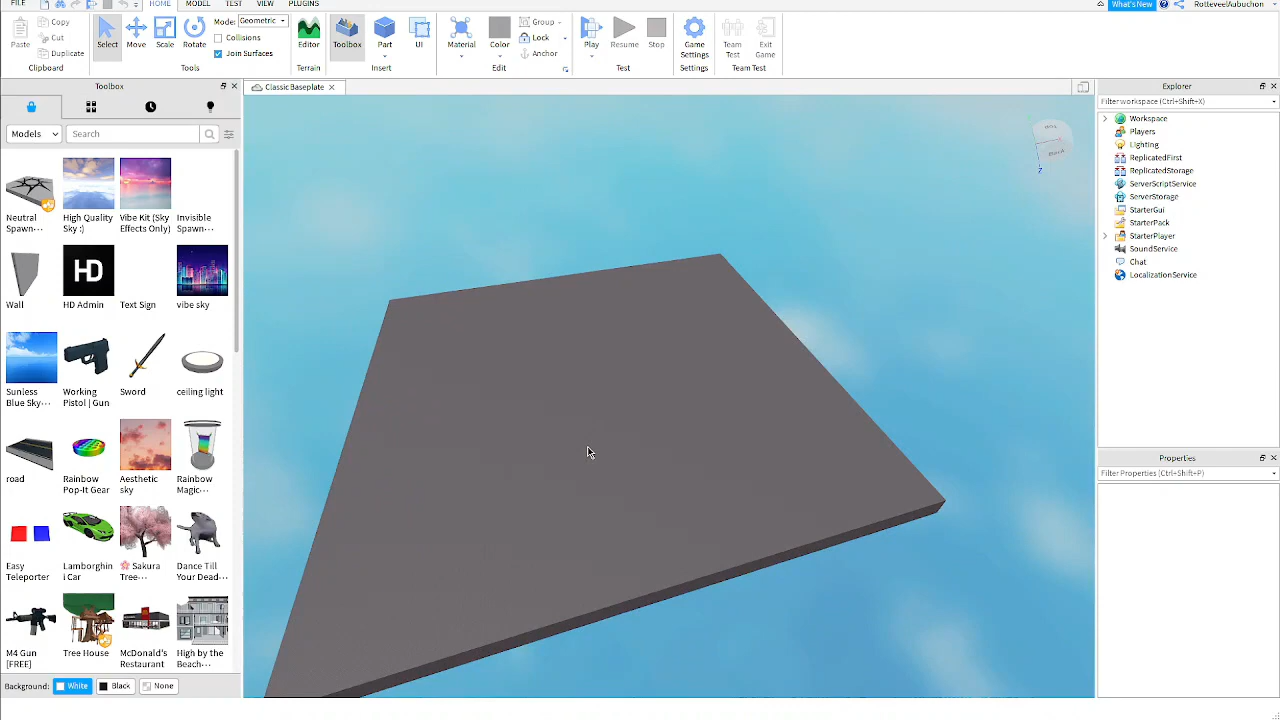 FILE HOME MODEL TEST VIEW PLUGINS What's New RotteveelAubuchon
Copy Mode: Geometric Group
Cut Collisions Lock
Paste Duplicate Select Move Scale Rotate Join Surfaces Editor Toolbox Part UI Material Color Anchor Play Resume Stop Game Settings Team Test Exit Game
Clipboard Tools Terrain Insert Edit Test Settings Team Test
Toolbox
Classic Baseplate
Explorer
Filter workspace (Ctrl+Shift+X)
Models Search
Workspace
Players
Lighting
ReplicatedFirst
ReplicatedStorage
ServerScriptService
ServerStorage
StarterGui
StarterPack
StarterPlayer
SoundService
Chat
LocalizationService
Back
Z
Neutral Spawn...
High Quality Sky :)
Vibe Kit (Sky Effects Only)
Invisible Spawn...
Wall
HD
HD Admin
Text Sign
vibe sky
Sunless Blue Sky...
Working Pistol | Gun
Sword
ceiling light
road
Rainbow Pop-It Gear
Aesthetic sky
Rainbow Magic...
Easy Teleporter
Lamborghini Car
🌸 Sakura Tree...
Dance Till Your Dead...
M4 Gun [FREE]
Tree House
McDonald's Restaurant
High by the Beach...
Properties
Filter Properties (Ctrl+Shift+P)
Background: White Black None